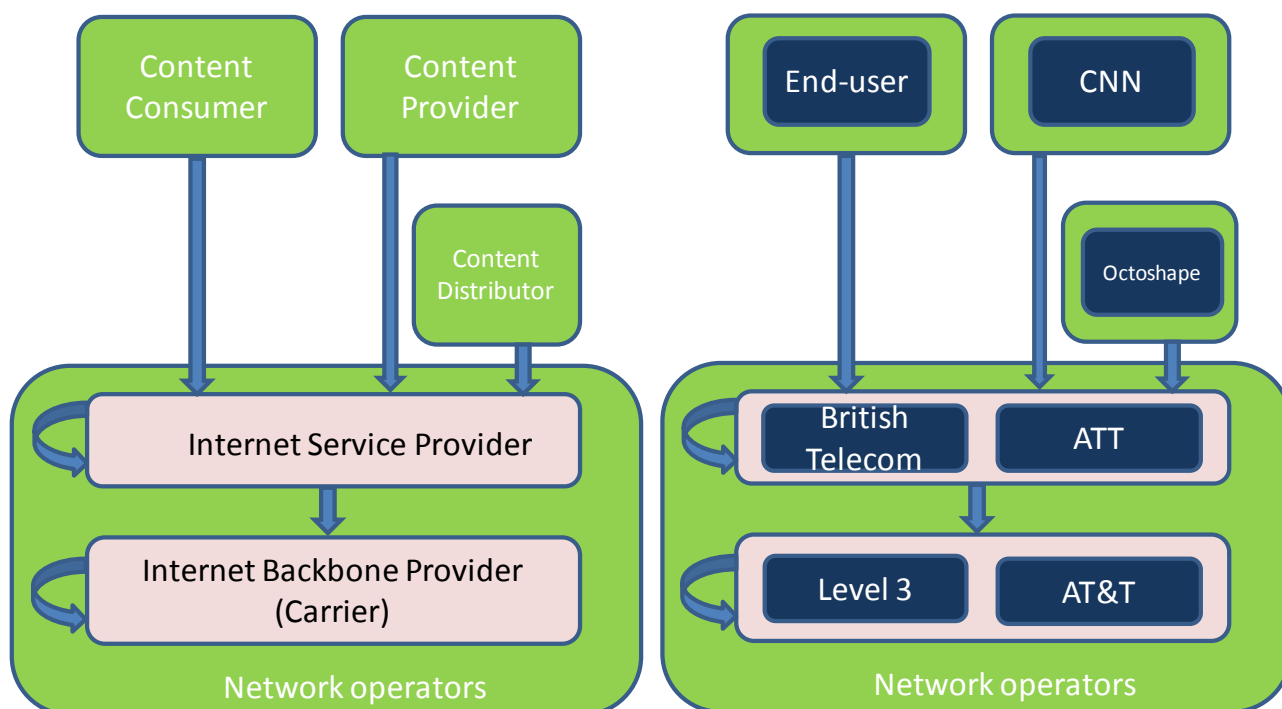 Content
Consumer
Content
Provider
Content
Distributor
Internet Service Provider
Internet Backbone Provider
(Carrier)
Network operators
End-user
CNN
Octoshape
British
Telecom
ATT
Level 3
AT&T
Network operators